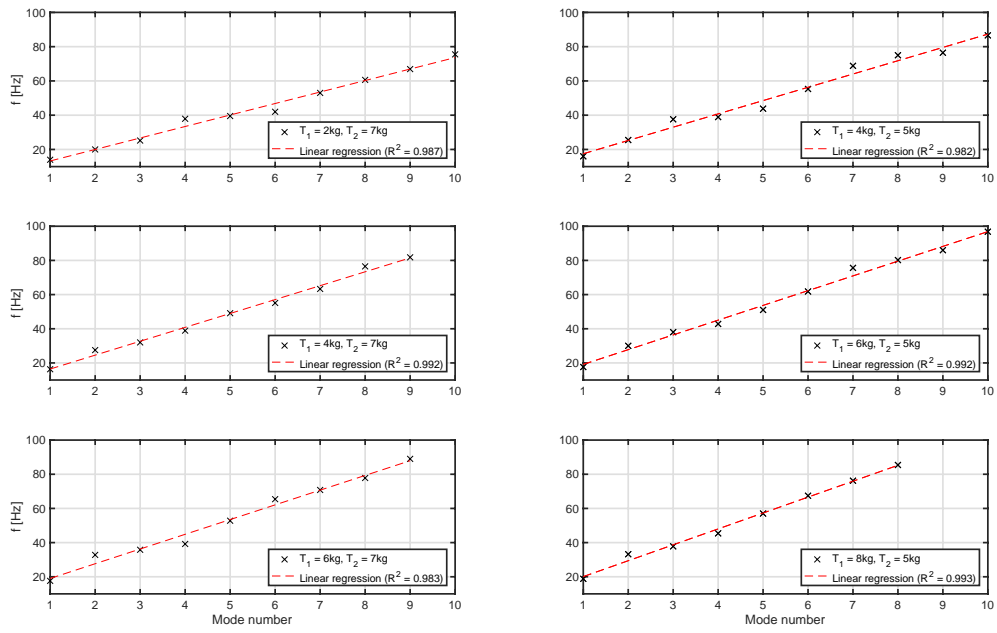 100
80
60
40
20
f [Hz]
T₁ = 2kg, T₂ = 7kg
Linear regression (R² = 0.987)
1 2 3 4 5 6 7 8 9 10
100
80
60
40
20
T₁ = 4kg, T₂ = 5kg
Linear regression (R² = 0.982)
1 2 3 4 5 6 7 8 9 10
100
80
60
40
20
f [Hz]
T₁ = 4kg, T₂ = 7kg
Linear regression (R² = 0.992)
1 2 3 4 5 6 7 8 9 10
100
80
60
40
20
T₁ = 6kg, T₂ = 5kg
Linear regression (R² = 0.992)
1 2 3 4 5 6 7 8 9 10
100
80
60
40
20
f [Hz]
T₁ = 6kg, T₂ = 7kg
Linear regression (R² = 0.983)
1 2 3 4 5 6 7 8 9 10
Mode number
100
80
60
40
20
T₁ = 8kg, T₂ = 5kg
Linear regression (R² = 0.993)
1 2 3 4 5 6 7 8 9 10
Mode number